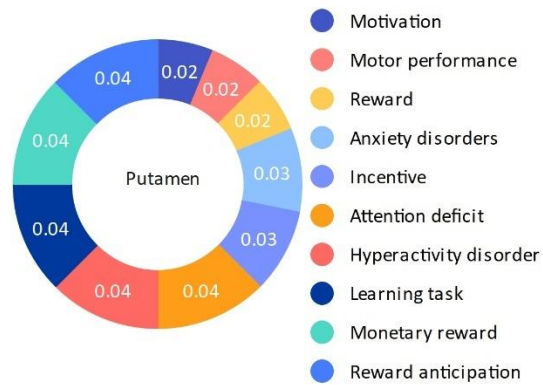 Motivation
Motor performance
Reward
Anxiety disorders
Incentive
Attention deficit
Hyperactivity disorder
Learning task
Monetary reward
Reward anticipation
Putamen
0.02
0.02
0.02
0.03
0.03
0.04
0.04
0.04
0.04
0.04